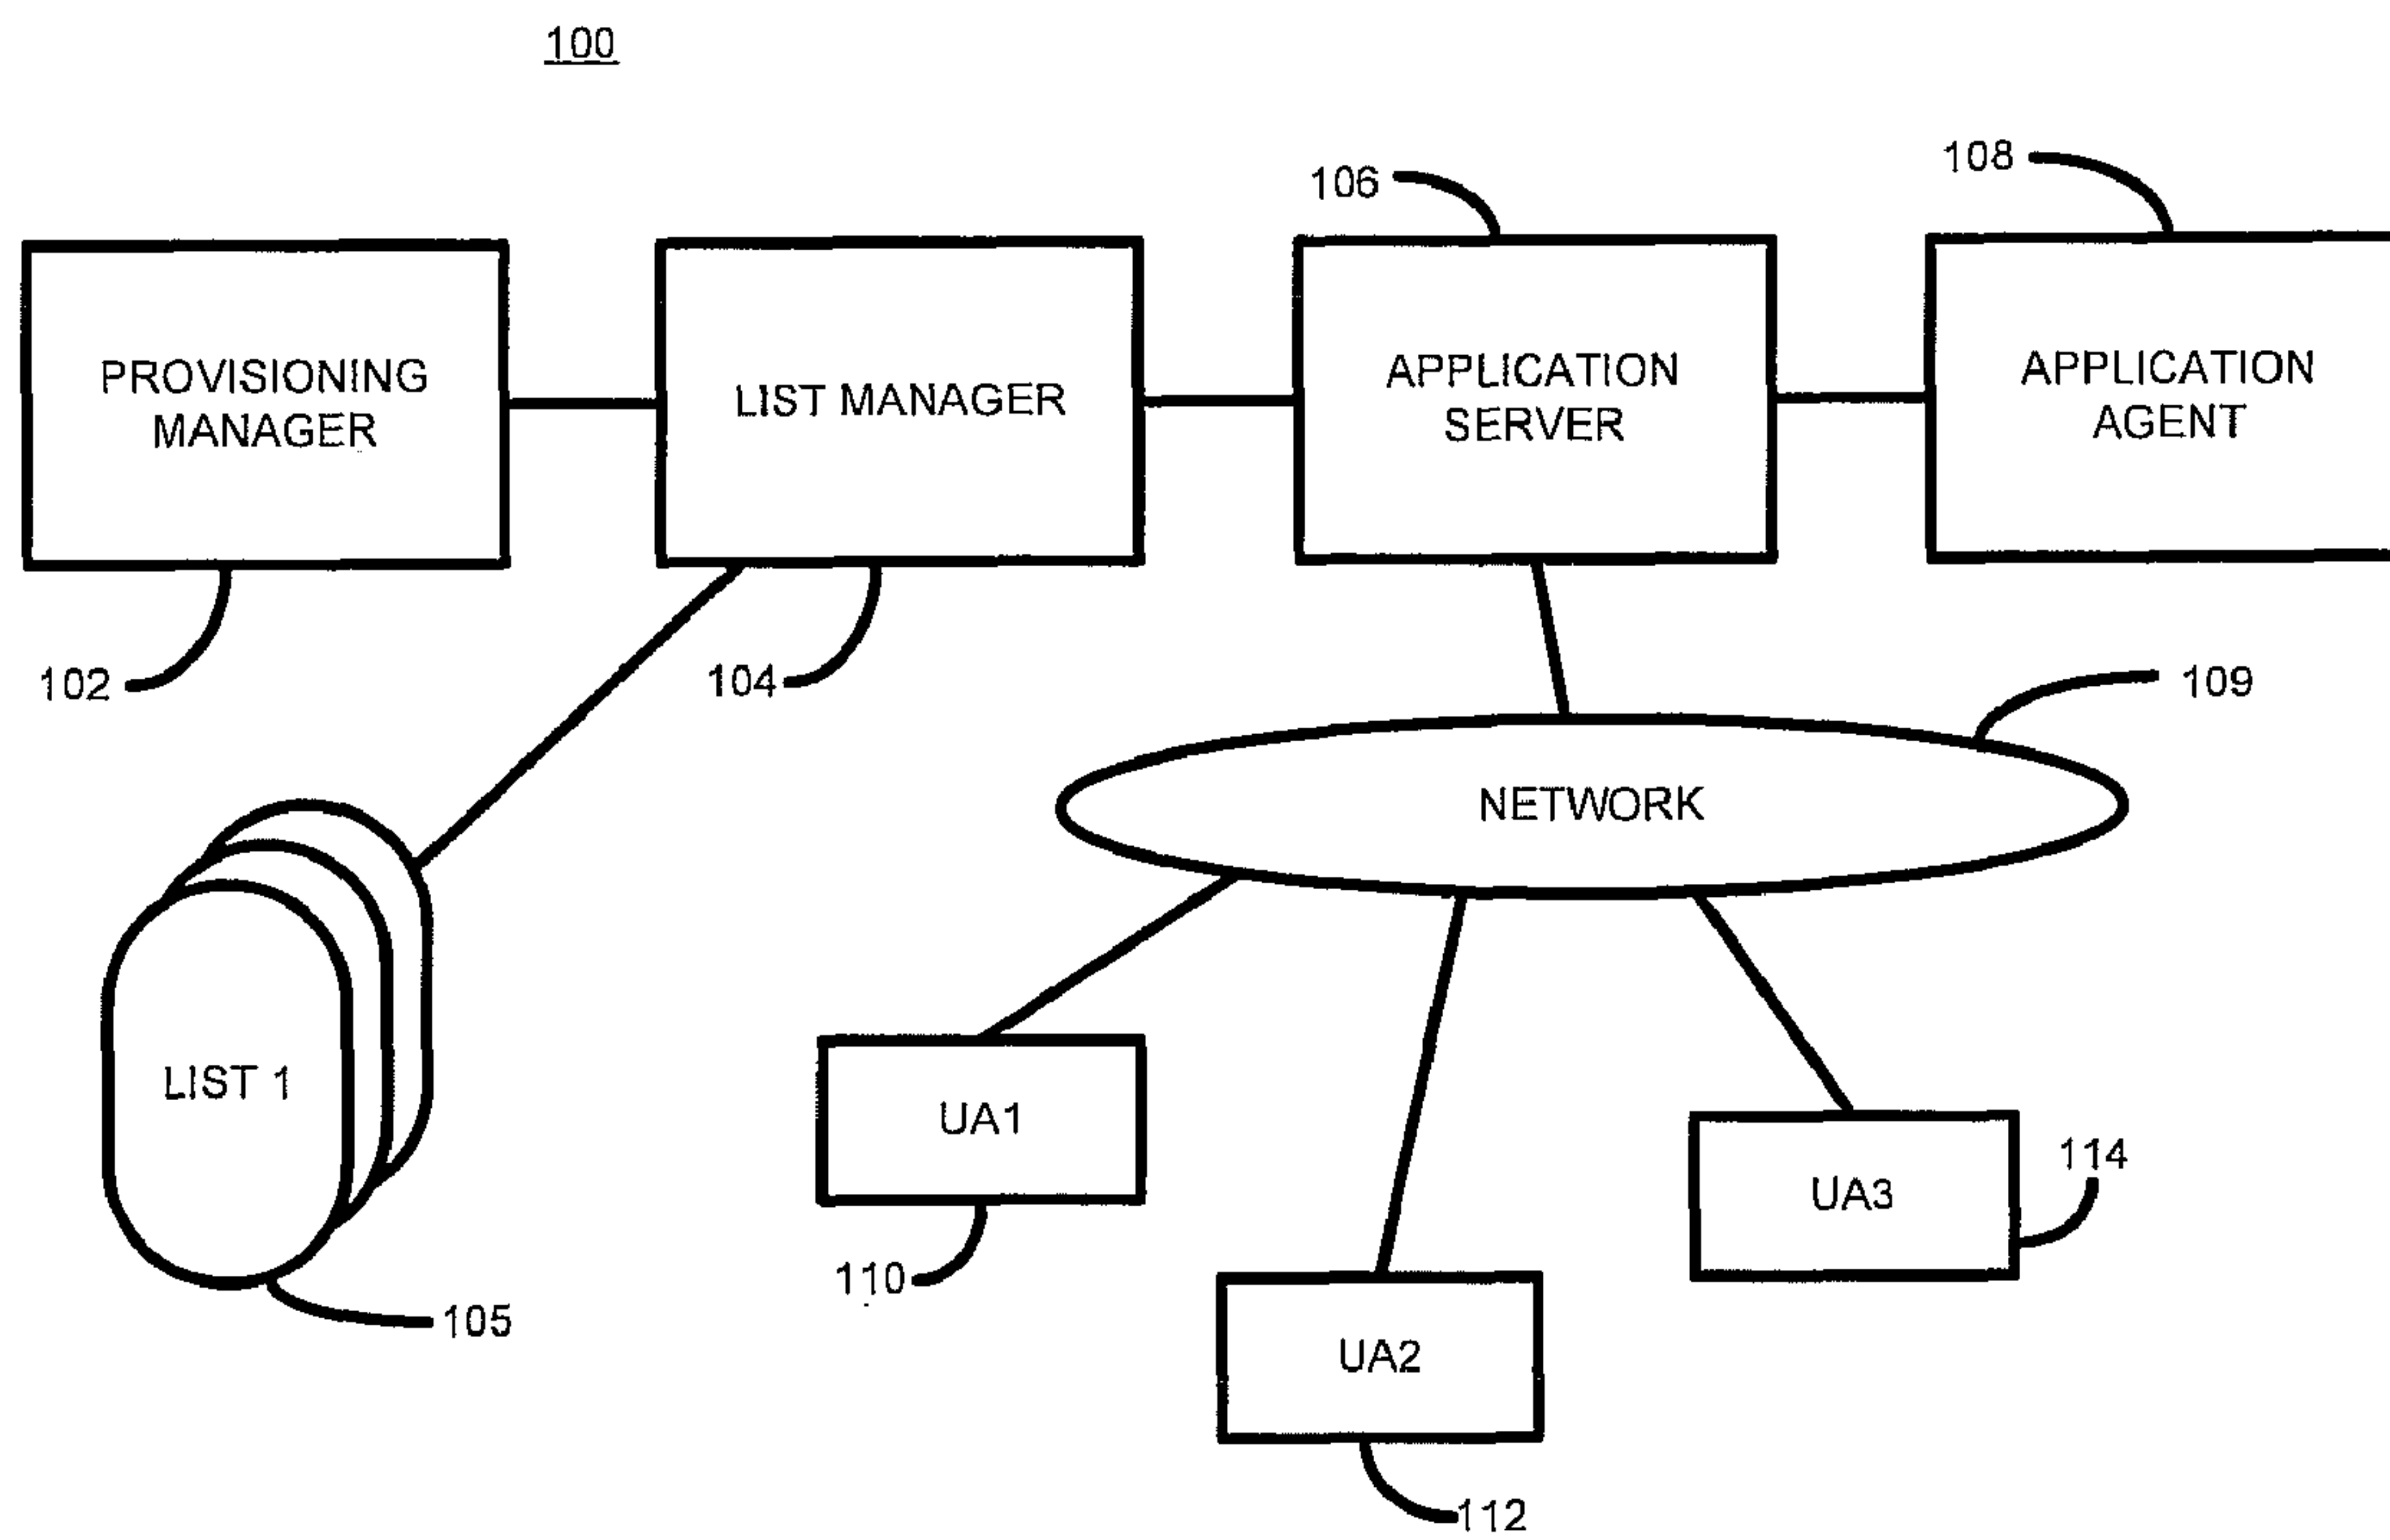 100
106
108
PROVISIONING
MANAGER
LIST MANAGER
APPLICATION
SERVER
APPLICATION
AGENT
102
104
109
NETWORK
LIST 1
UA1
UA3
114
110
105
UA2
112